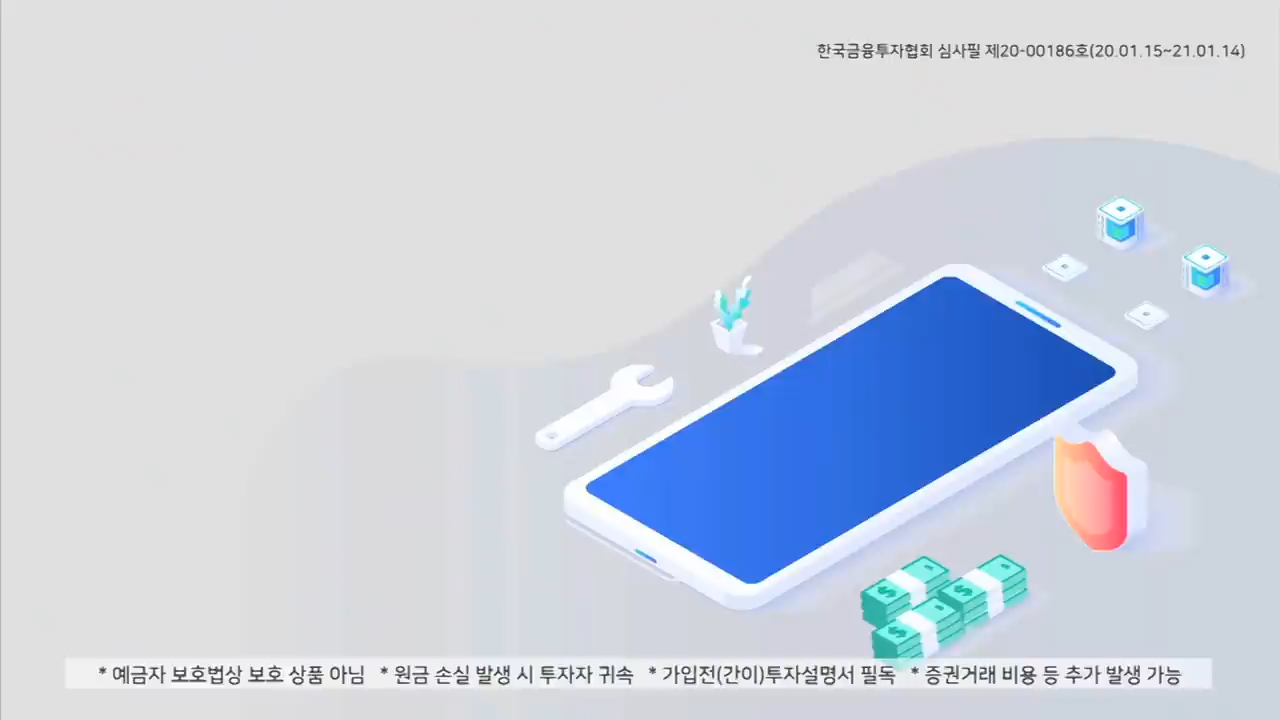 한국금융투자협회 심사필 제20-00186호(20.01.15~21.01.14)
* 예금자 보호법상 보호 상품 아님 * 원금 손실 발생 시 투자자 귀속 * 가입전(간이)투자설명서 필독 * 증권거래 비용 등 추가 발생 가능